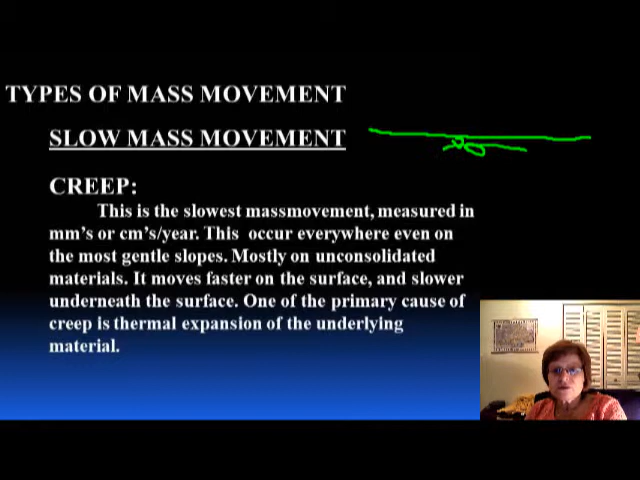 TYPES OF MASS MOVEMENT
SLOW MASS MOVEMENT
CREEP:
This is the slowest massmovement, measured in
mm's or cm's/year. This occur everywhere even on
the most gentle slopes. Mostly on unconsolidated
materials. It moves faster on the surface, and slower
underneath the surface. One of the primary cause of
creep is thermal expansion of the underlying
material.